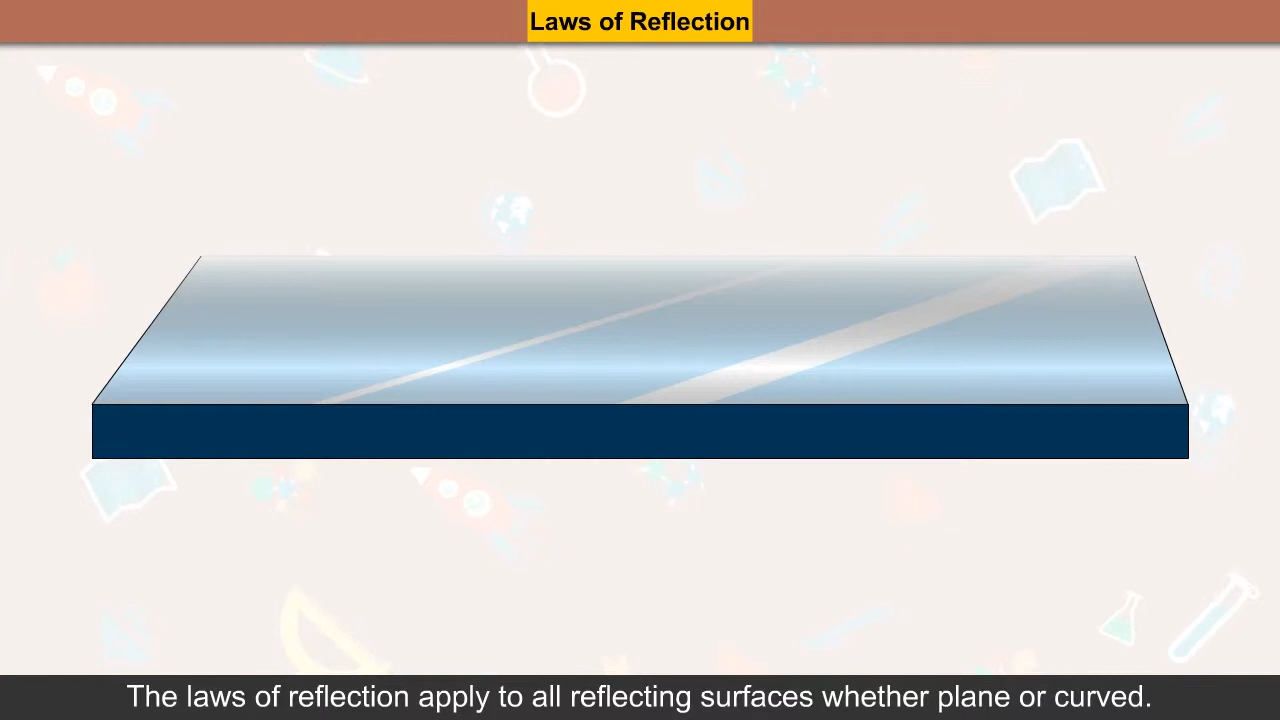 Laws of Reflection
The laws of reflection apply to all reflecting surfaces whether plane or curved.